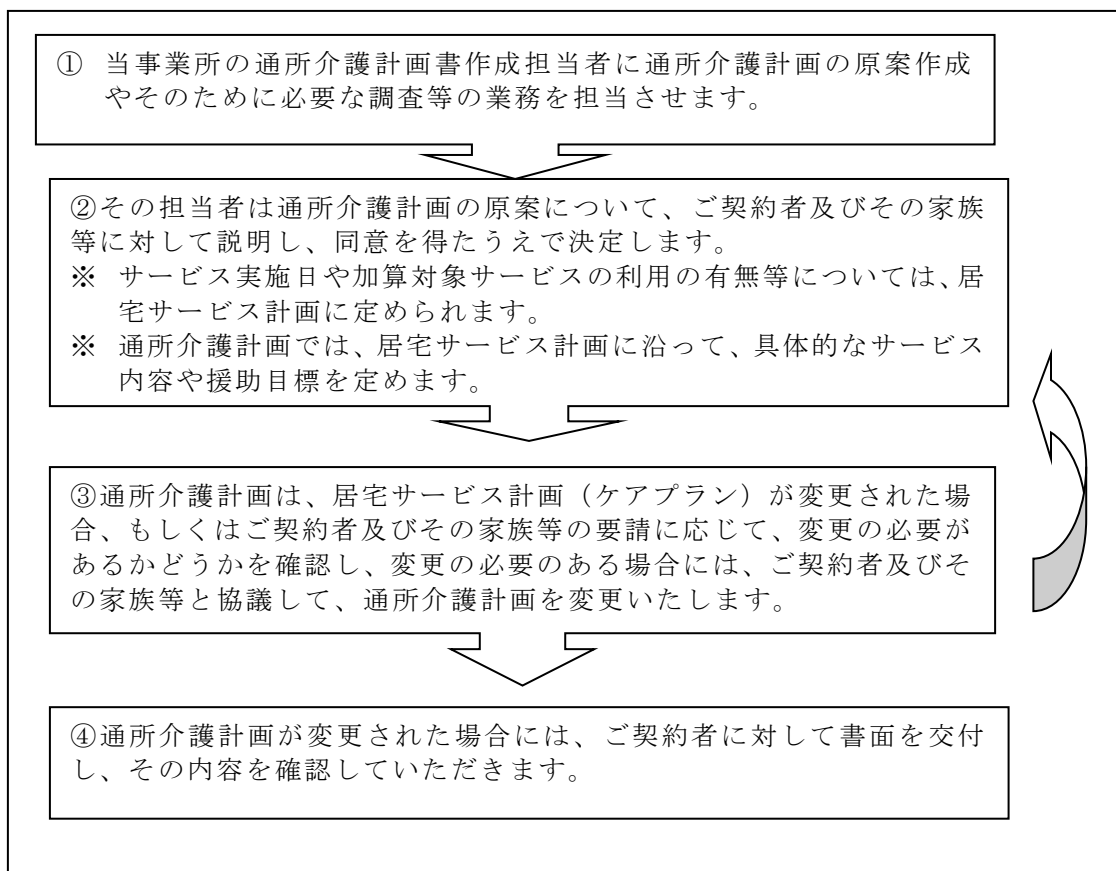 ① 当事業所の通所介護計画書作成担当者に通所介護計画の原案作成
やそのために必要な調査等の業務を担当させます。
②その担当者は通所介護計画の原案について、ご契約者及びその家族
等に対して説明し、同意を得たうえで決定します。
※ サービス実施日や加算対象サービスの利用の有無等については、居
宅サービス計画に定められます。
※ 通所介護計画では、居宅サービス計画に沿って、具体的なサービス
内容や援助目標を定めます。
③通所介護計画は、居宅サービス計画（ケアプラン）が変更された場
合、もしくはご契約者及びその家族等の要請に応じて、変更の必要が
あるかどうかを確認し、変更の必要のある場合には、ご契約者及びそ
の家族等と協議して、通所介護計画を変更いたします。
④通所介護計画が変更された場合には、ご契約者に対して書面を交付
し、その内容を確認していただきます。